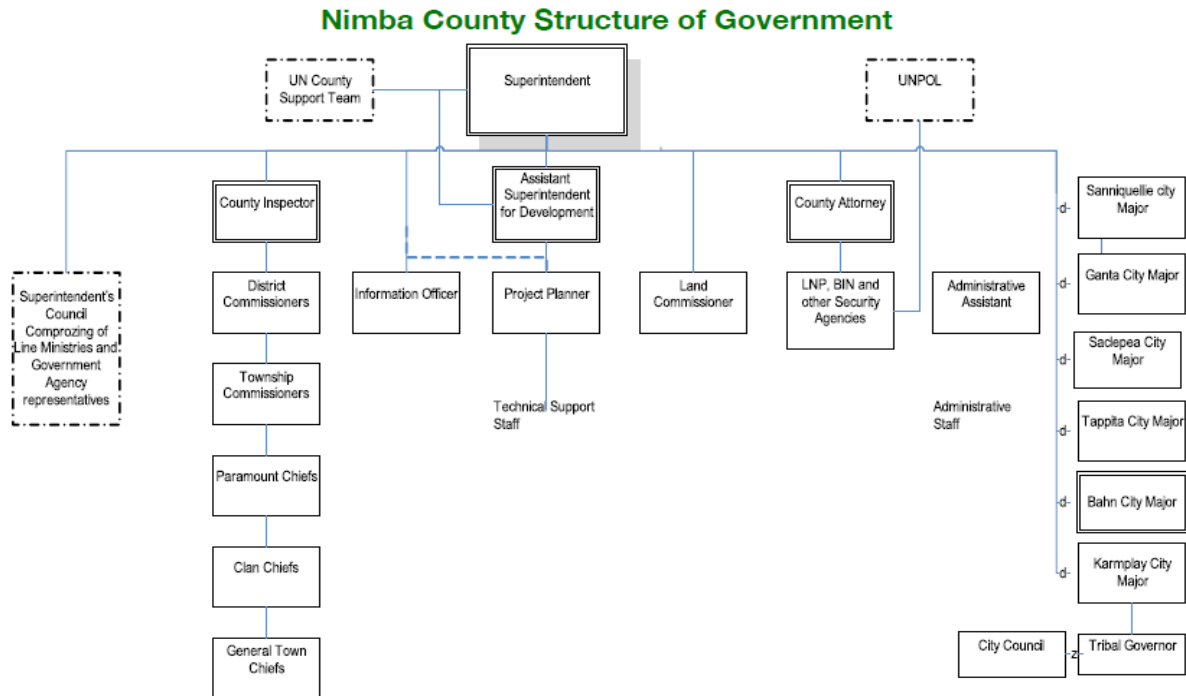 Nimba County Structure of Government
UN County
Support Team
Superintendent
UNPOL
County Inspector
Assistant
Superintendent
for Development
County Attorney
Sanniquellie city
Major
d
Superintendent's
Council
Comprozing of
Line Ministries and
Government
Agency
representatives
District
Commissioners
Information Officer
Project Planner
Land
Commissioner
LNP, BIN and
other Security
Agencies
Administrative
Assistant
Ganta City Major
d
Saclepea City
Major
d
Township
Commissioners
Technical Support
Staff
Administrative
Staff
Tappita City Major
d
Paramount Chiefs
Bahn City Major
d
Clan Chiefs
Karmplay City
Major
d
General Town
Chiefs
City Council
z
Tribal Governor